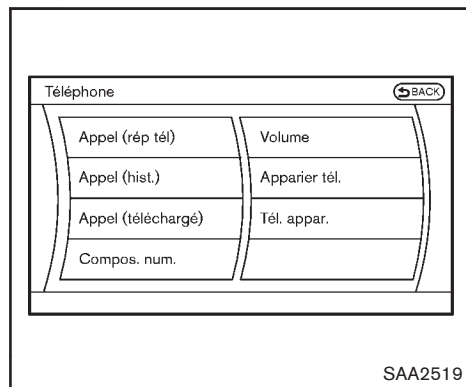 Téléphone
BACK
Appel (rép tél)
Volume
Appel (hist.)
Apparier tél.
Appel (téléchargé)
Tél. appar.
Compos. num.
SAA2519